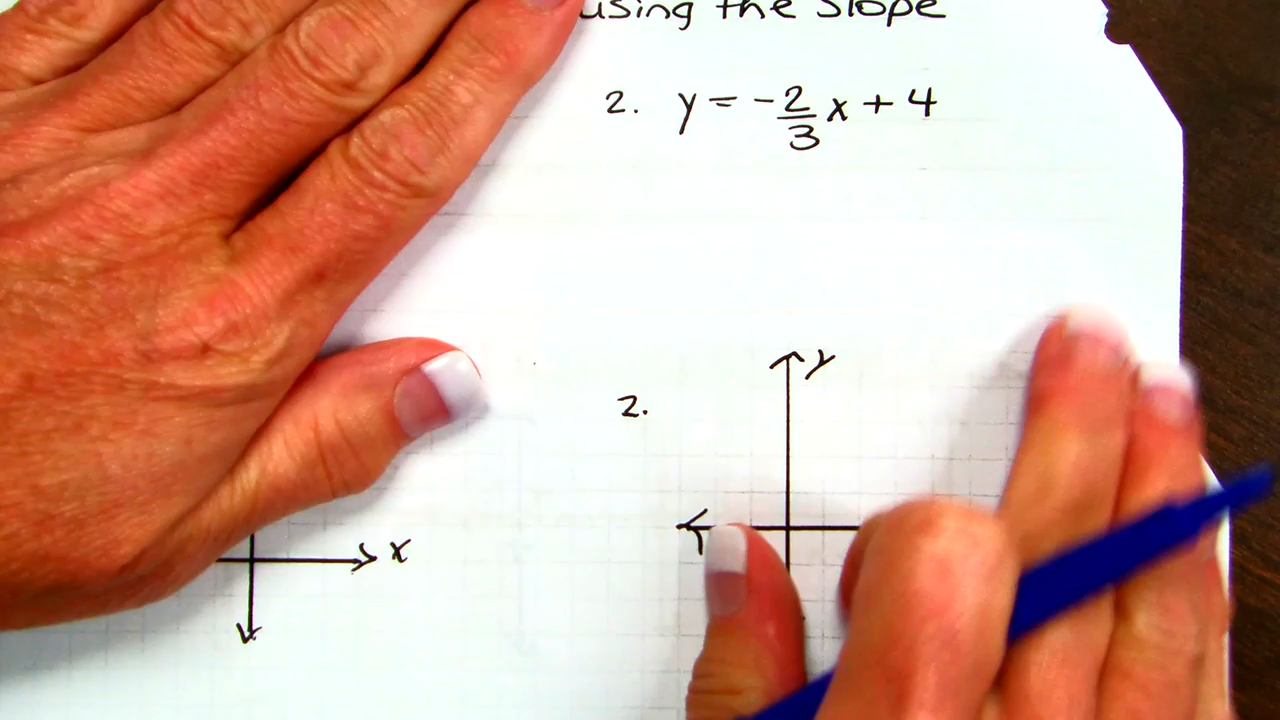 using the slope
2. y = -2/3 x + 4
y
2.
x